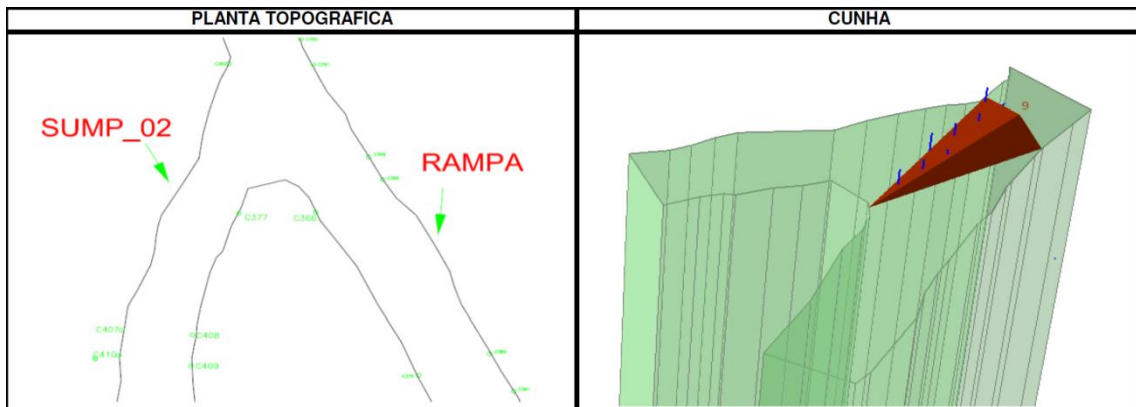 PLANTA TOPOGRAFICA
CUNHA
SUMP_02
RAMPA
9
C377
C366
C407
C408
C410
C409